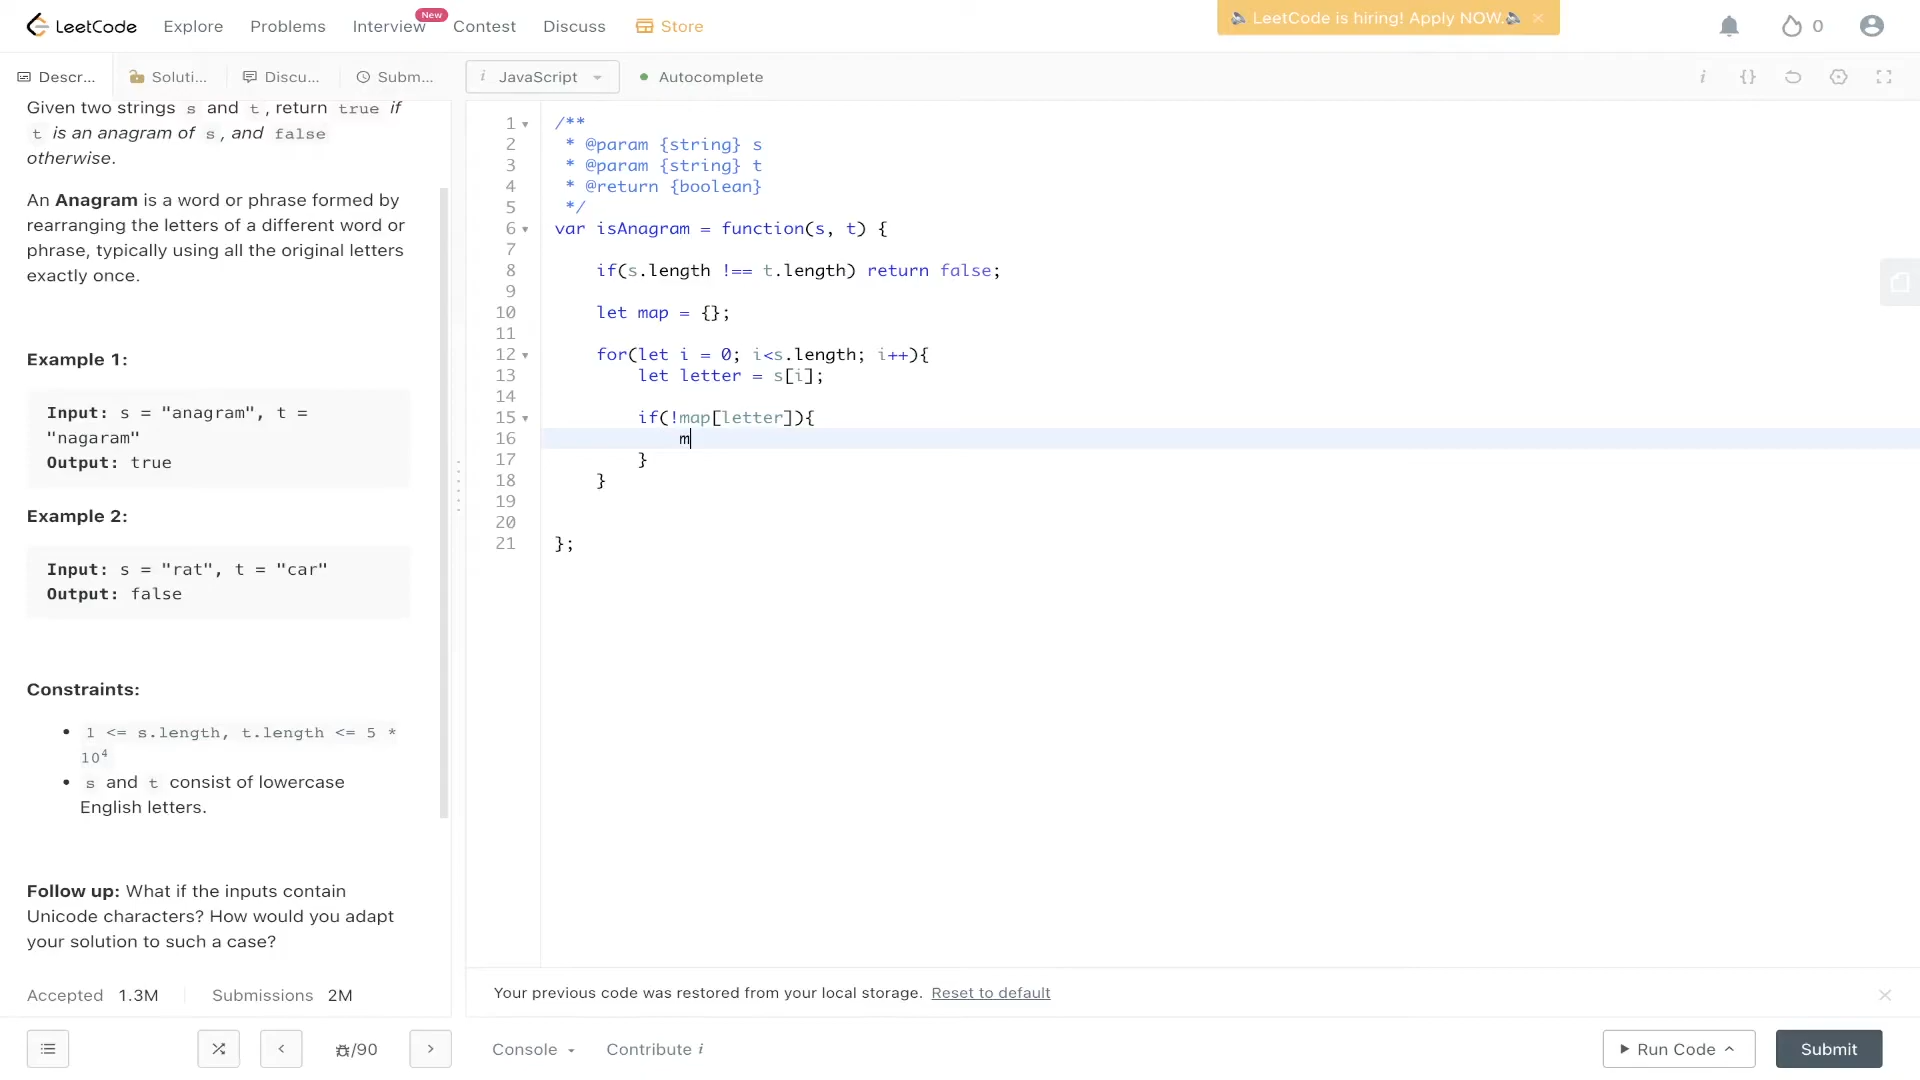 LeetCode Explore Problems Interview New Contest Discuss Store LeetCode is hiring! Apply NOW. 0
Descr... Soluti... Discu... Subm... i JavaScript Autocomplete i {}
Given two strings s and t, return true if
t is an anagram of s, and false
otherwise.
An Anagram is a word or phrase formed by
rearranging the letters of a different word or
phrase, typically using all the original letters
exactly once.
Example 1:
Input: s = "anagram", t =
"nagaram"
Output: true
Example 2:
Input: s = "rat", t = "car"
Output: false
Constraints:
• 1 <= s.length, t.length <= 5 *
10⁴
• s and t consist of lowercase
English letters.
Follow up: What if the inputs contain
Unicode characters? How would you adapt
your solution to such a case?
Accepted 1.3M Submissions 2M
1 /**
2 * @param {string} s
3 * @param {string} t
4 * @return {boolean}
5 */
6 var isAnagram = function(s, t) {
7
8 if(s.length !== t.length) return false;
9
10 let map = {};
11
12 for(let i = 0; i<s.length; i++){
13 let letter = s[i];
14
15 if(!map[letter]){
16 m
17 }
18 }
19
20
21 };
Your previous code was restored from your local storage. Reset to default
/90 Console Contribute i Run Code Submit